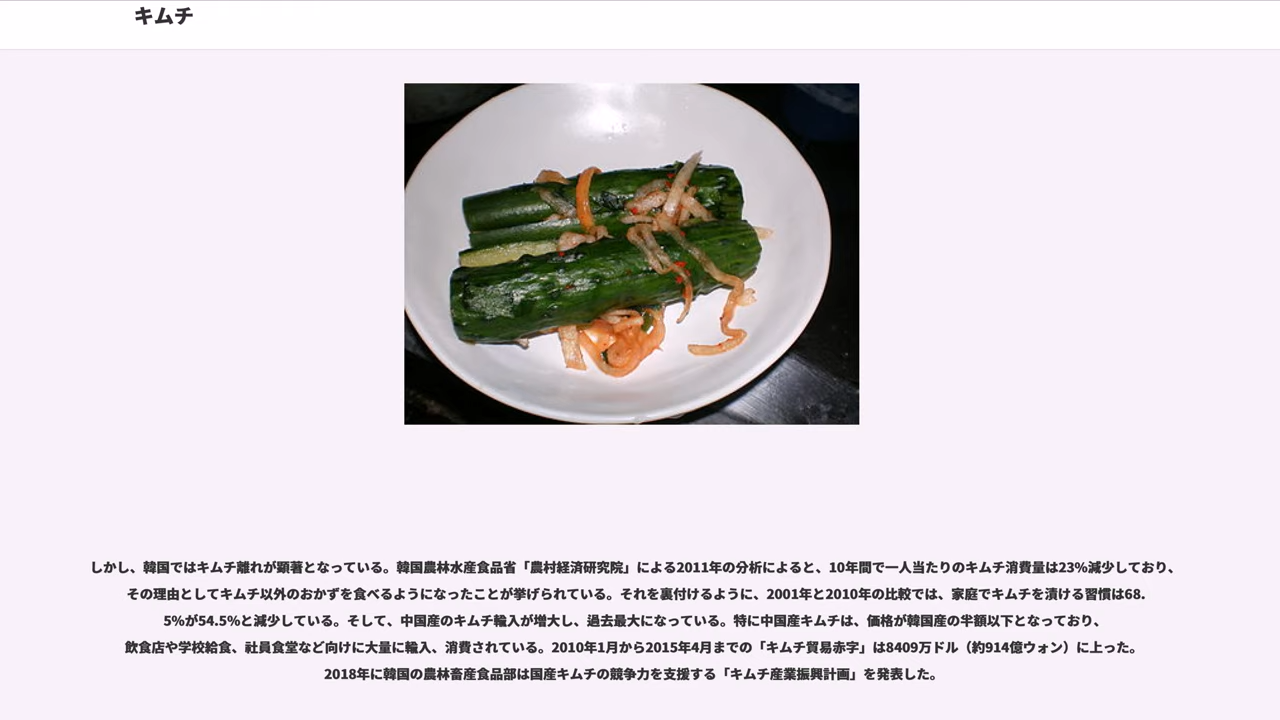 キムチ
しかし、韓国ではキムチ離れが顕著となっている。韓国農林水産食品省「農村経済研究院」による2011年の分析によると、10年間で一人当たりのキムチ消費量は23%減少しており、
その理由としてキムチ以外のおかずを食べるようになったことが挙げられている。それを裏付けるように、2001年と2010年の比較では、家庭でキムチを漬ける習慣は68.
5%が54.5%と減少している。そして、中国産のキムチ輸入が増大し、過去最大になっている。特に中国産キムチは、価格が韓国産の半額以下となっており、
飲食店や学校給食、社員食堂など向けに大量に輸入、消費されている。2010年1月から2015年4月までの「キムチ貿易赤字」は8409万ドル（約914億ウォン）に上った。
2018年に韓国の農林畜産食品部は国産キムチの競争力を支援する「キムチ産業振興計画」を発表した。